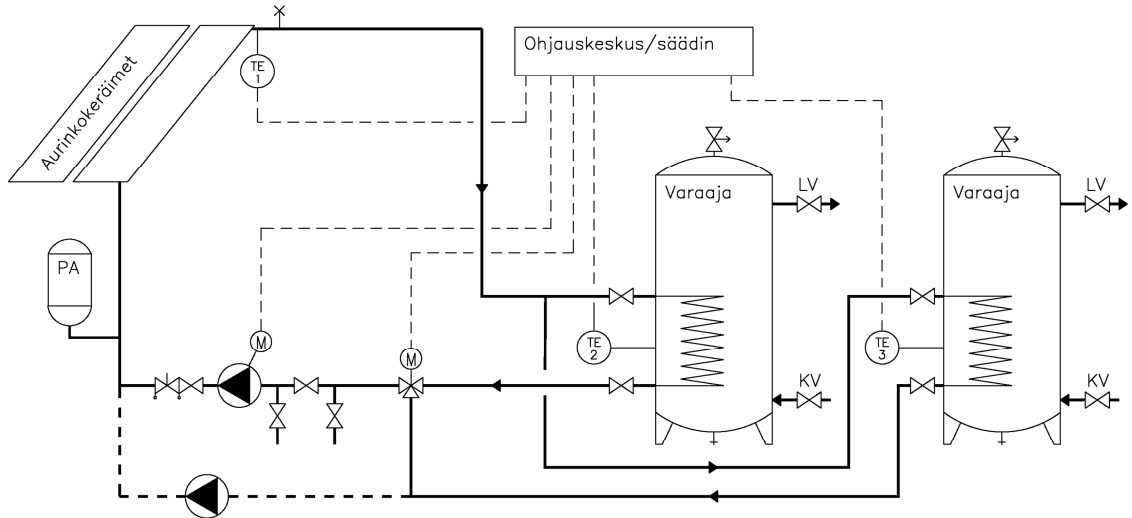 Ohjauskeskus/säädin
TE
1
Aurinkokeräimet
LV
Varaaja
LV
Varaaja
PA
M
M
TE
2
TE
3
KV
KV